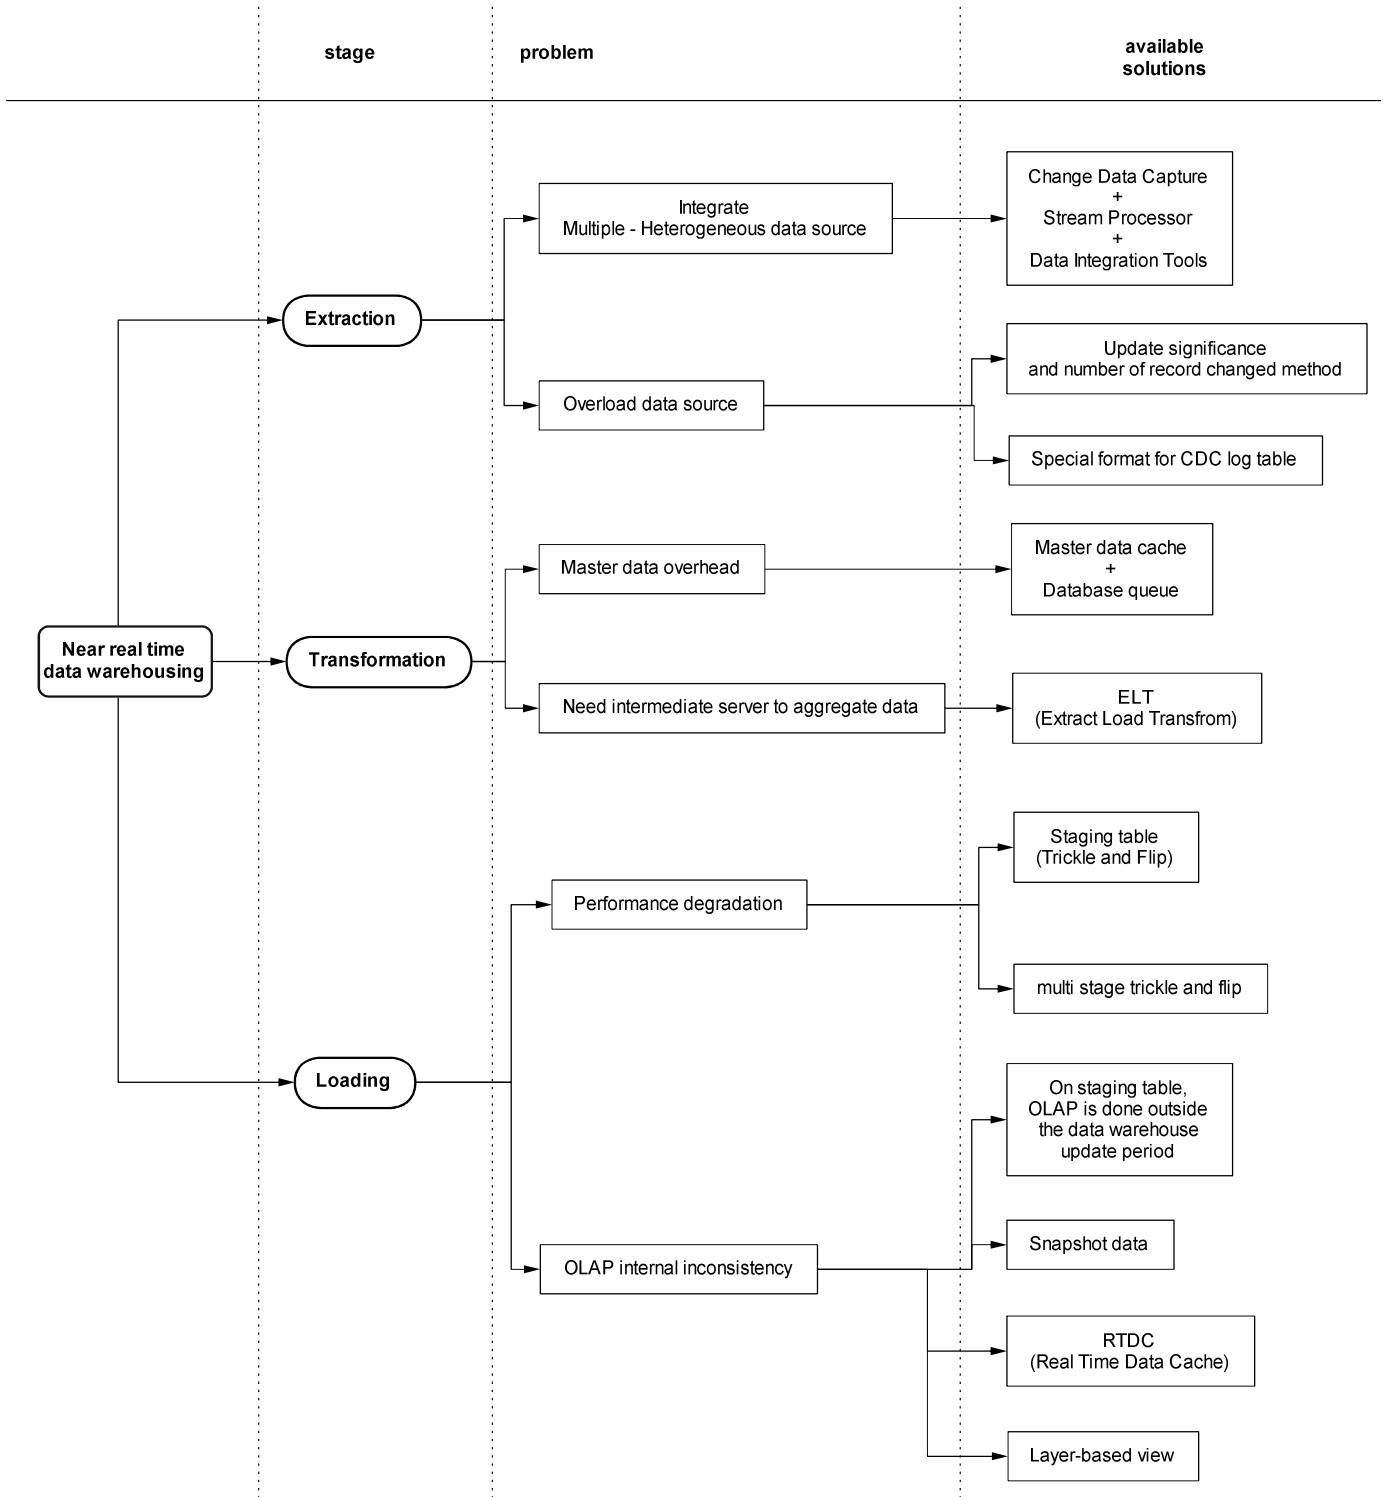 stage
problem
available
solutions
Near real time
data warehousing
Extraction
Integrate
Multiple - Heterogeneous data source
Change Data Capture
+
Stream Processor
+
Data Integration Tools
Overload data source
Update significance
and number of record changed method
Special format for CDC log table
Transformation
Master data overhead
Master data cache
+
Database queue
Need intermediate server to aggregate data
ELT
(Extract Load Transfrom)
Loading
Performance degradation
Staging table
(Trickle and Flip)
multi stage trickle and flip
OLAP internal inconsistency
On staging table,
OLAP is done outside
the data warehouse
update period
Snapshot data
RTDC
(Real Time Data Cache)
Layer-based view